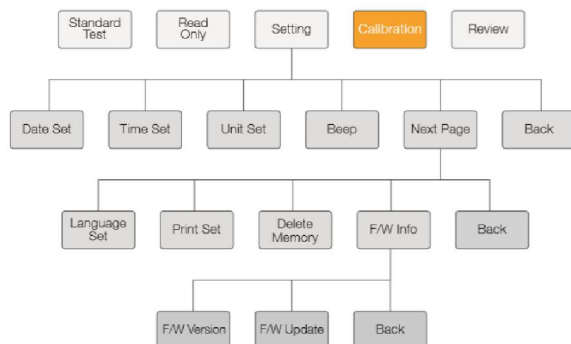 Standard
Test
Read
Only
Setting
Calibration
Review
Date Set
Time Set
Unit Set
Beep
Next Page
Back
Language
Set
Print Set
Delete
Memory
F/W Info
Back
F/W Version
F/W Update
Back